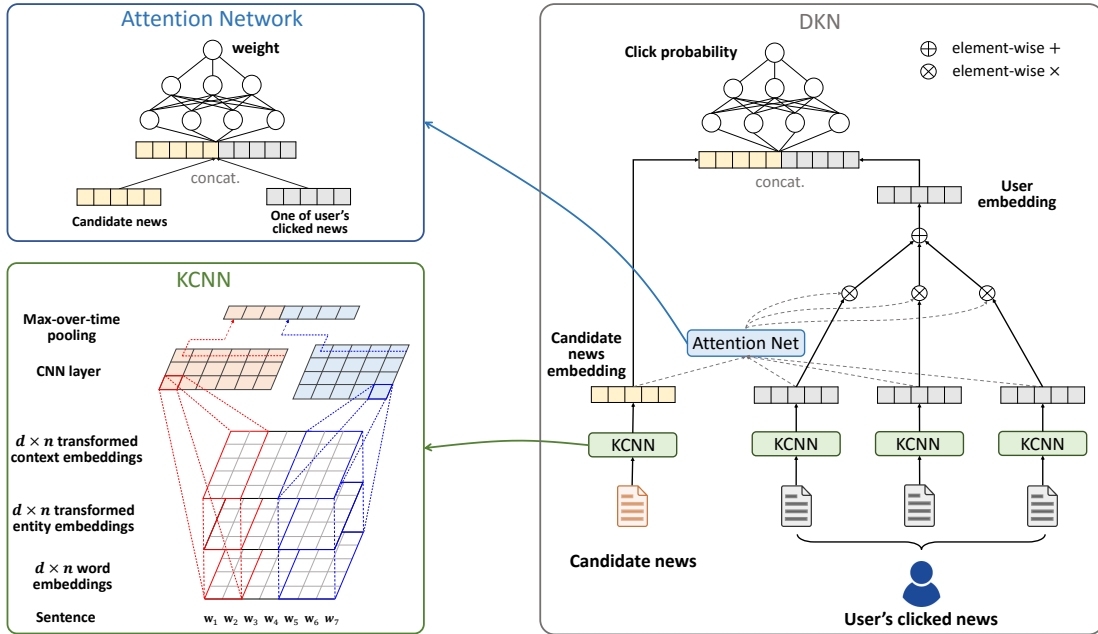 Attention Network
weight
concat.
Candidate news
One of user's
clicked news
KCNN
Max-over-time
pooling
CNN layer
d × n transformed
context embeddings
d × n transformed
entity embeddings
d × n word
embeddings
Sentence
w₁ w₂ w₃ w₄ w₅ w₆ w₇
DKN
Click probability
element-wise +
element-wise ×
concat.
User
embedding
Attention Net
Candidate
news
embedding
KCNN
KCNN
KCNN
KCNN
Candidate news
User's clicked news